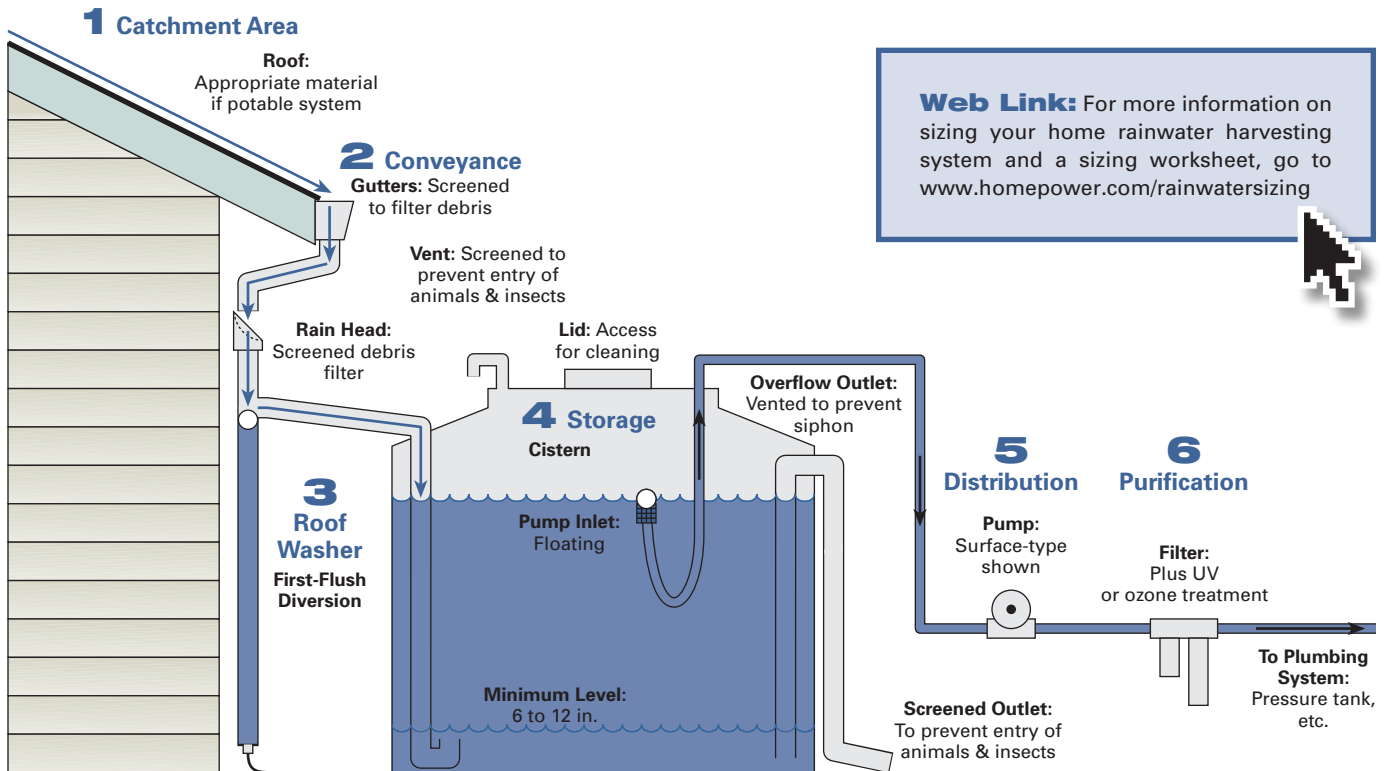 1 Catchment Area
Roof:
Appropriate material
if potable system
Web Link: For more information on
sizing your home rainwater harvesting
system and a sizing worksheet, go to
www.homepower.com/rainwatersizing
2 Conveyance
Gutters: Screened
to filter debris
Vent: Screened to
prevent entry of
animals & insects
Rain Head:
Screened debris
filter
Lid: Access
for cleaning
Overflow Outlet:
Vented to prevent
siphon
4 Storage
Cistern
3
Roof
Washer
First-Flush
Diversion
Pump Inlet:
Floating
Minimum Level:
6 to 12 in.
5
Distribution
Pump:
Surface-type
shown
6
Purification
Filter:
Plus UV
or ozone treatment
To Plumbing
System:
Pressure tank,
etc.
Screened Outlet:
To prevent entry of
animals & insects